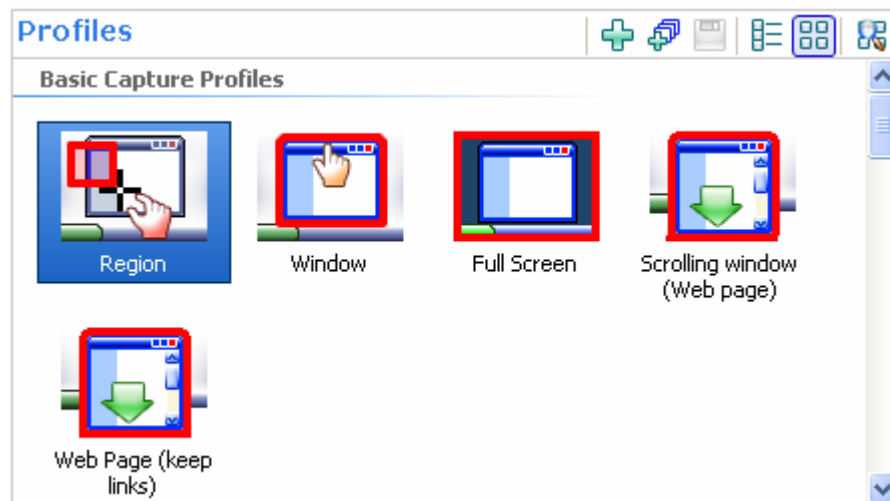 Profiles
Basic Capture Profiles
Region
Window
Full Screen
Scrolling window
(Web page)
Web Page (keep
links)